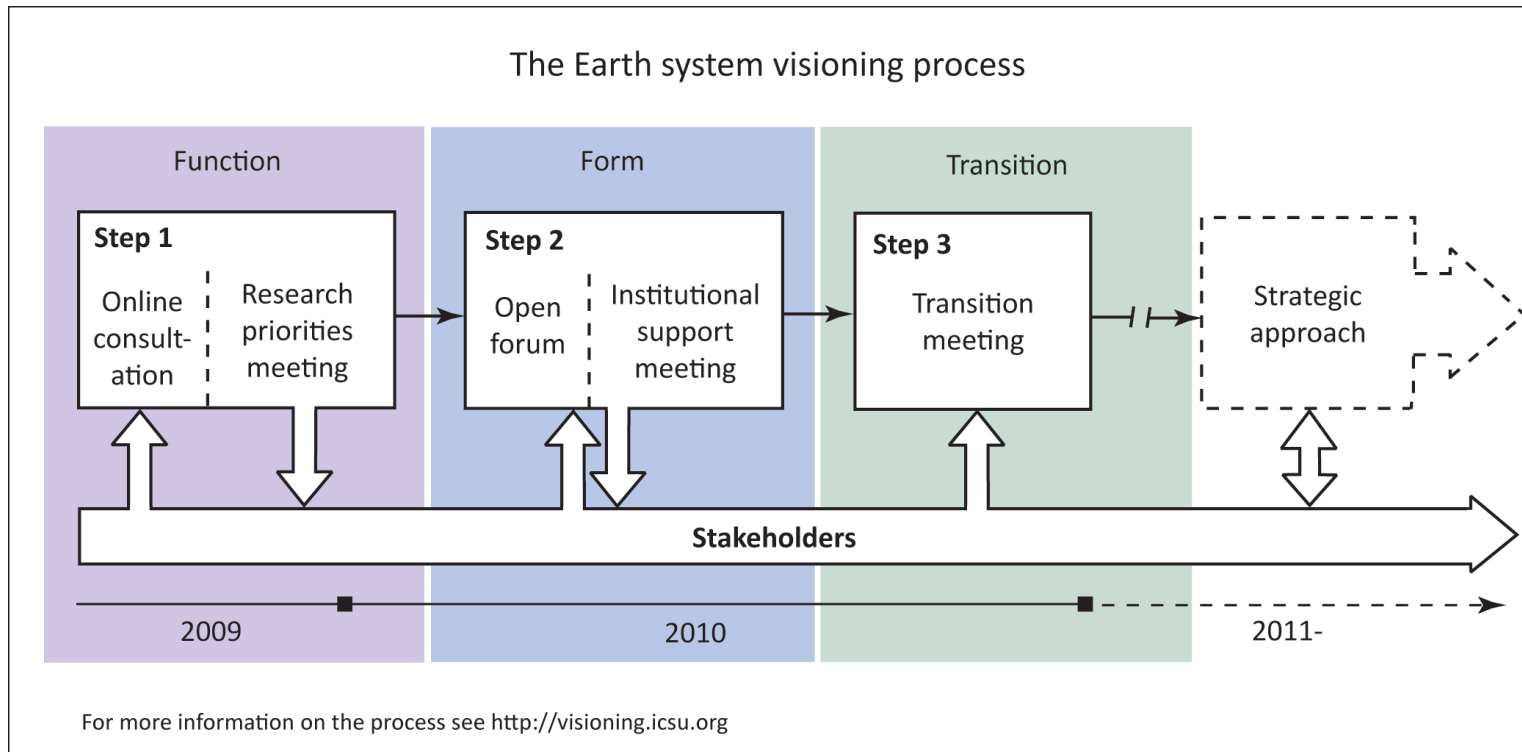 The Earth system visioning process
Function
Step 1
Online
consult-
ation
Research
priorities
meeting
Form
Step 2
Open
forum
Institutional
support
meeting
Transition
Step 3
Transition
meeting
Strategic
approach
Stakeholders
2009
2010
2011-
For more information on the process see http://visioning.icsu.org